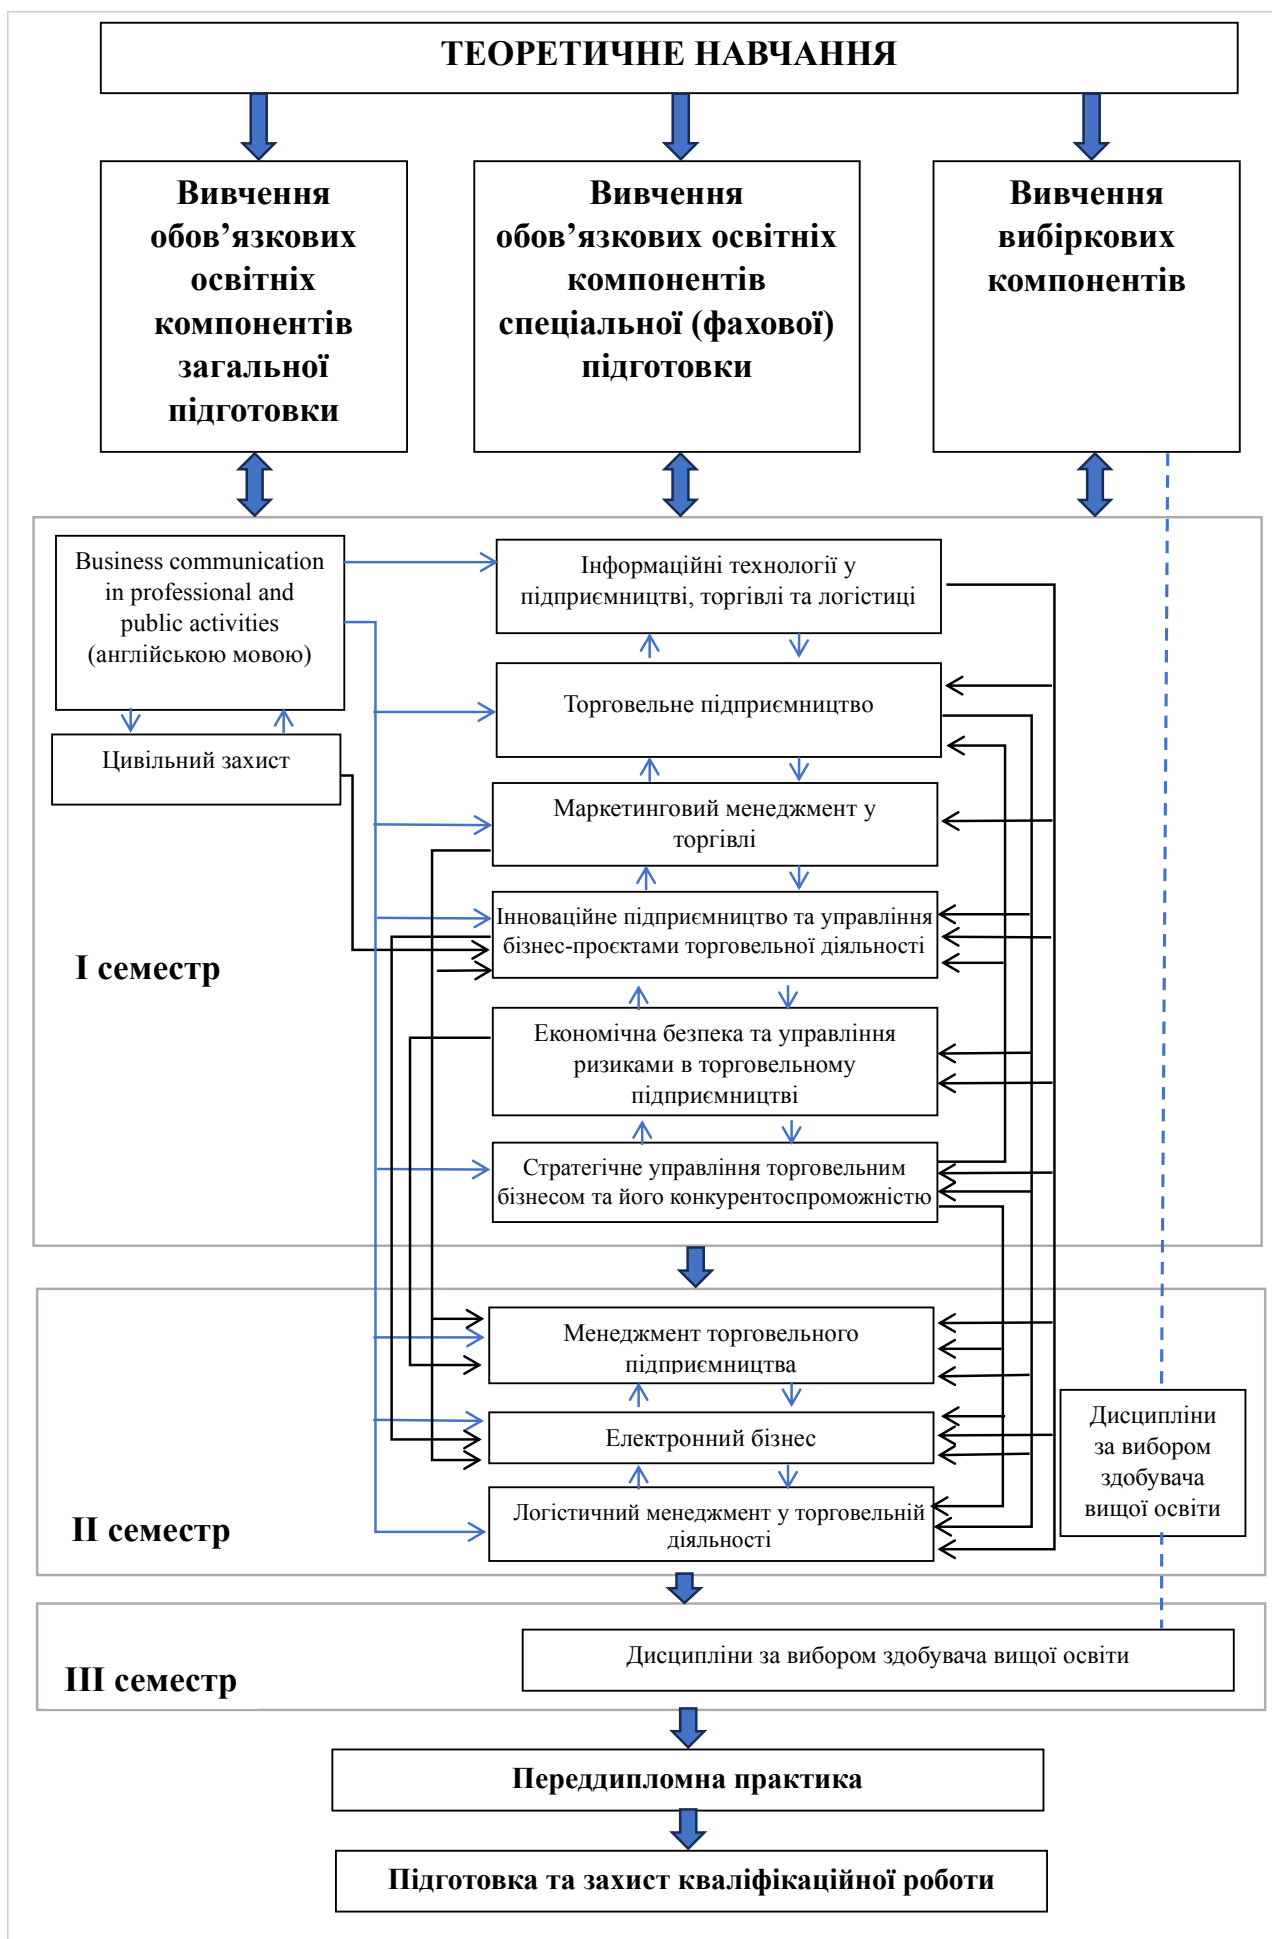 ТЕОРЕТИЧНЕ НАВЧАННЯ
Вивчення
обов’язкових
освітніх
компонентів
загальної
підготовки
Вивчення
обов’язкових освітніх
компонентів
спеціальної (фахової)
підготовки
Вивчення
вибіркових
компонентів
Business communication
in professional and
public activities
(англійською мовою)
Цивільний захист
Інформаційні технології у
підприємництві, торгівлі та логістиці
Торговельне підприємництво
Маркетинговий менеджмент у
торгівлі
Інноваційне підприємництво та управління
бізнес-проєктами торговельної діяльності
І семестр
Економічна безпека та управління
ризиками в торговельному
підприємництві
Стратегічне управління торговельним
бізнесом та його конкурентоспроможністю
Менеджмент торговельного
підприємництва
Електронний бізнес
Логістичний менеджмент у торговельній
діяльності
Дисципліни
за вибором
здобувача
вищої освіти
ІІ семестр
Дисципліни за вибором здобувача вищої освіти
ІІІ семестр
Переддипломна практика
Підготовка та захист кваліфікаційної роботи